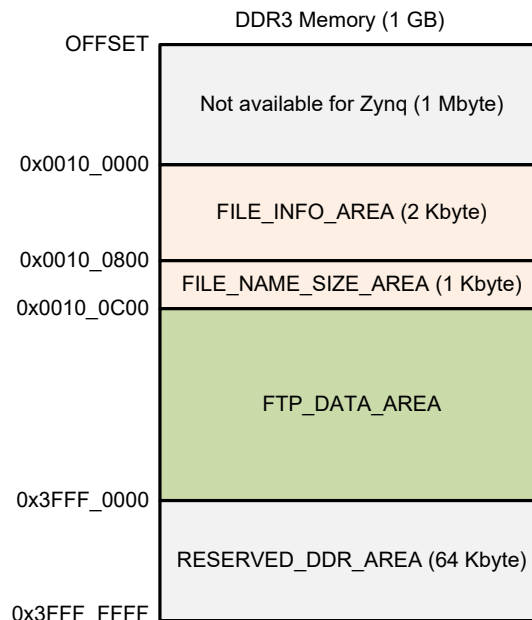 DDR3 Memory (1 GB)
OFFSET
Not available for Zynq (1 Mbyte)
0x0010_0000
FILE_INFO_AREA (2 Kbyte)
0x0010_0800
FILE_NAME_SIZE_AREA (1 Kbyte)
0x0010_0C00
FTP_DATA_AREA
0x3FFF_0000
RESERVED_DDR_AREA (64 Kbyte)
0x3FFF_FFFF